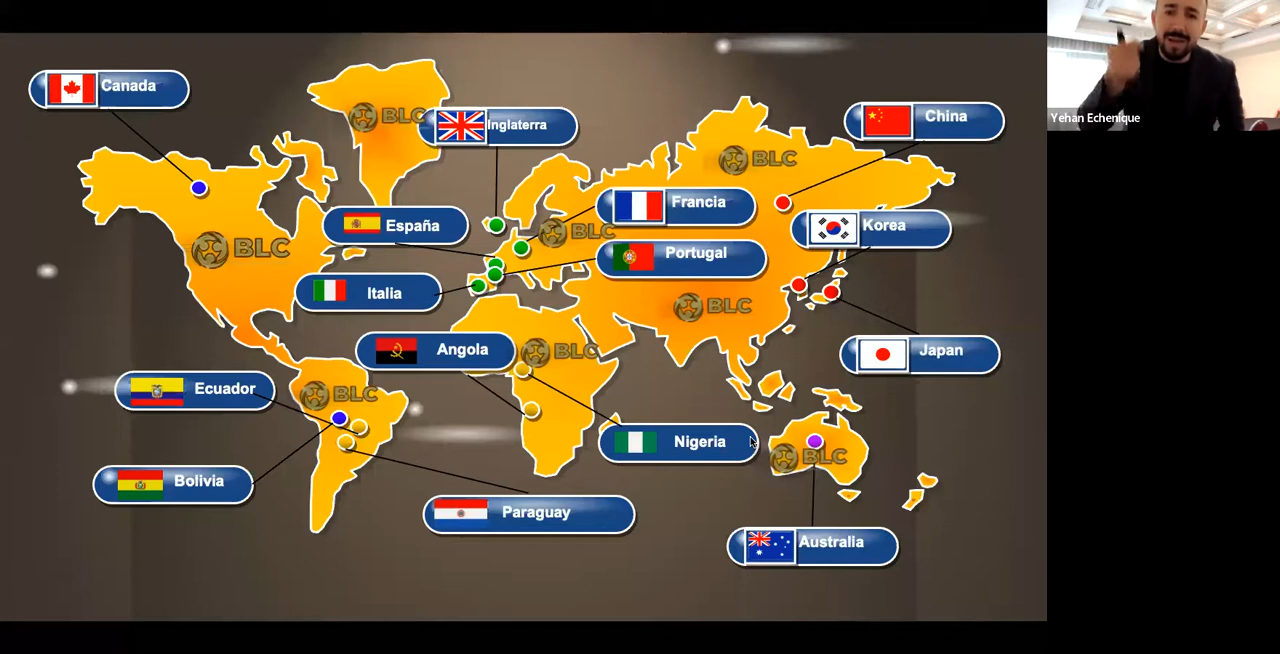 Canada
BLC
Inglaterra
China
Yehan Echenique
BLC
España
Francia
Korea
BLC
BLC
Portugal
Italia
BLC
Angola
BLC
Japan
Ecuador
BLC
Nigeria
BLC
Bolivia
Paraguay
Australia